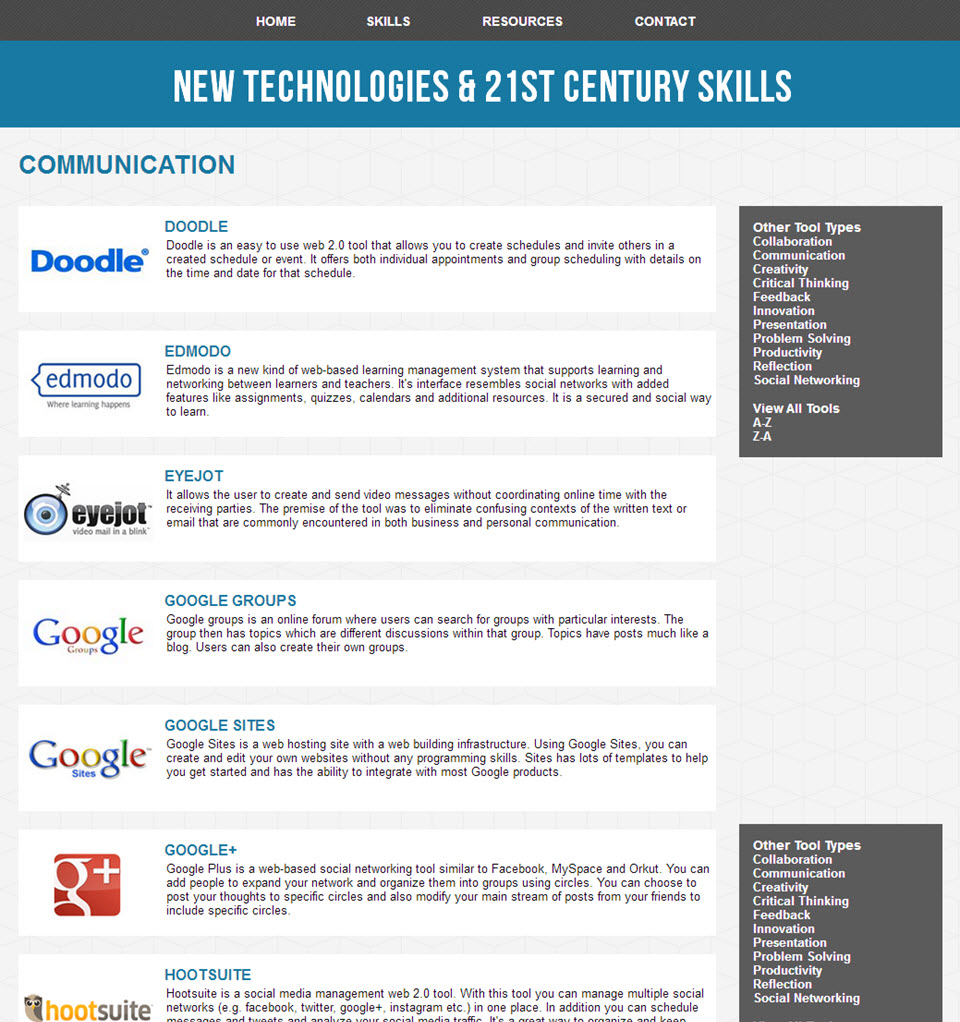 HOME SKILLS RESOURCES CONTACT
NEW TECHNOLOGIES & 21ST CENTURY SKILLS
COMMUNICATION
Doodle®
DOODLE
Doodle is an easy to use web 2.0 tool that allows you to create schedules and invite others in a
created schedule or event. It offers both individual appointments and group scheduling with details on
the time and date for that schedule.
edmodo
Where learning happens
EDMODO
Edmodo is a new kind of web-based learning management system that supports learning and
networking between learners and teachers. It's interface resembles social networks with added
features like assignments, quizzes, calendars and additional resources. It is a secured and social way
to learn.
eyejot™
video mail in a blink™
EYEJOT
It allows the user to create and send video messages without coordinating online time with the
receiving parties. The premise of the tool was to eliminate confusing contexts of the written text or
email that are commonly encountered in both business and personal communication.
Google
Groups
GOOGLE GROUPS
Google groups is an online forum where users can search for groups with particular interests. The
group then has topics which are different discussions within that group. Topics have posts much like a
blog. Users can also create their own groups.
Google™
Sites
GOOGLE SITES
Google Sites is a web hosting site with a web building infrastructure. Using Google Sites, you can
create and edit your own websites without any programming skills. Sites has lots of templates to help
you get started and has the ability to integrate with most Google products.
g+
GOOGLE+
Google Plus is a web-based social networking tool similar to Facebook, MySpace and Orkut. You can
add people to expand your network and organize them into groups using circles. You can choose to
post your thoughts to specific circles and also modify your main stream of posts from your friends to
include specific circles.
hootsuite
HOOTSUITE
Hootsuite is a social media management web 2.0 tool. With this tool you can manage multiple social
networks (e.g. facebook, twitter, google+, instagram etc.) in one place. In addition you can schedule
messages and tweets and analyze your social media traffic. It's a great way to organize and keep
Other Tool Types
Collaboration
Communication
Creativity
Critical Thinking
Feedback
Innovation
Presentation
Problem Solving
Productivity
Reflection
Social Networking
View All Tools
A-Z
Z-A
Other Tool Types
Collaboration
Communication
Creativity
Critical Thinking
Feedback
Innovation
Presentation
Problem Solving
Productivity
Reflection
Social Networking